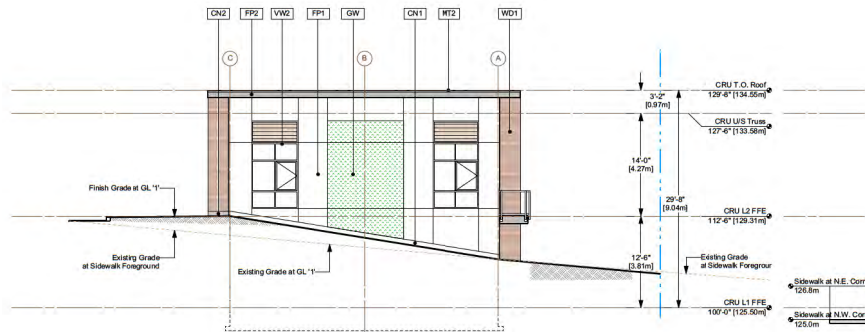 CN2 FP2 VW2 FP1 GW CN1 MT2 WD1
C B A
CRU T.O. Roof
129'-8" [134.55m]
3'-2"
[0.97m]
CRU U/S Truss
127'-6" [133.58m]
14'-0"
[4.27m]
29'-8"
[9.04m]
Finish Grade at GL '1'
CRU L2 FFE
112'-6" [129.31m]
Existing Grade
at Sidewalk Foreground
Existing Grade at GL '1'
12'-6"
[3.81m]
Existing Grade
at Sidewalk Foregrour
Sidewalk at N.E. Corn
126.8m
CRU L1 FFE
100'-0" [125.50m]
Sidewalk at N.W. Cor
125.0m